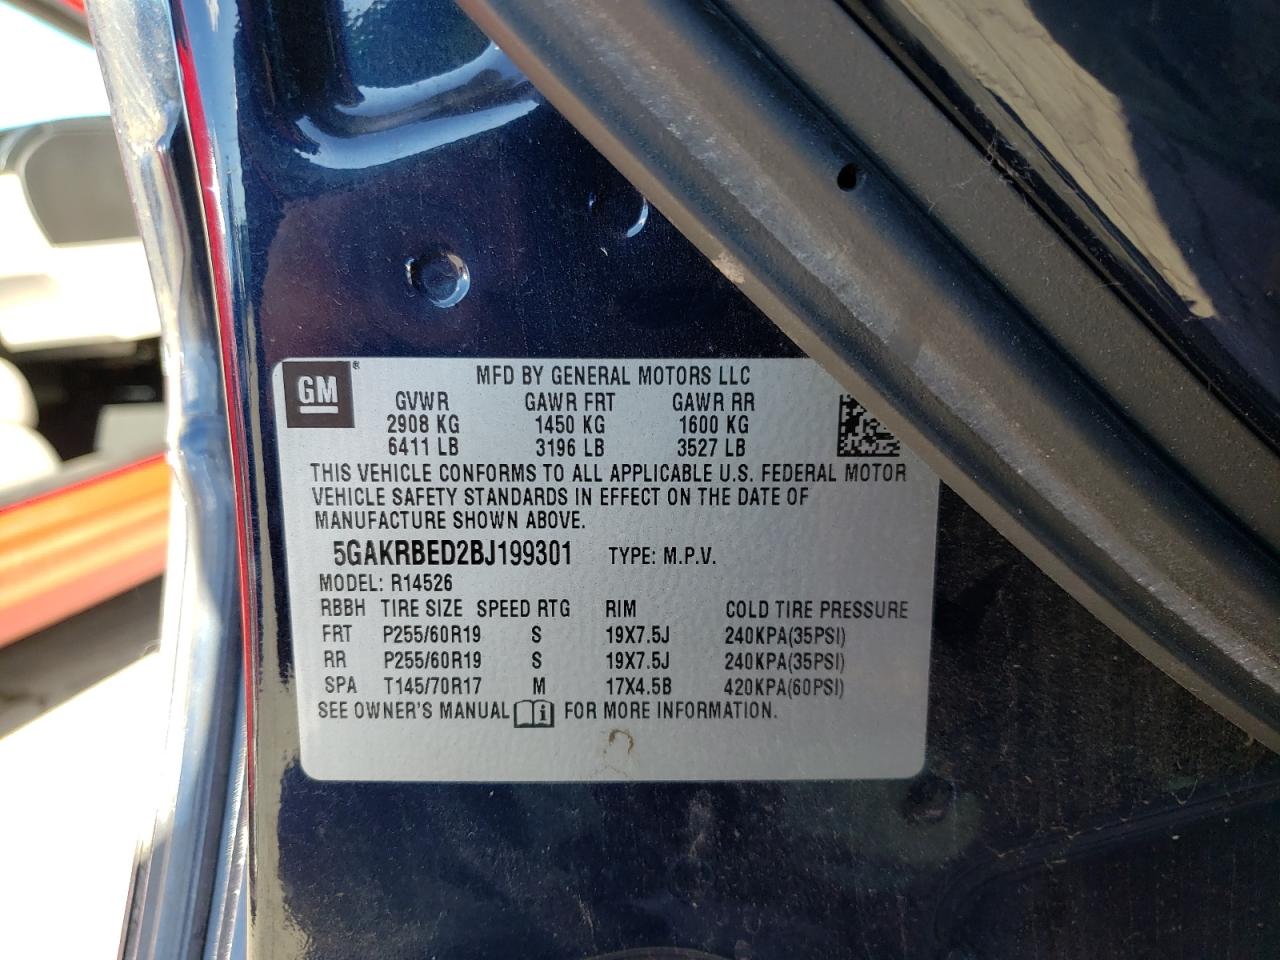 GM ®
MFD BY GENERAL MOTORS LLC
GVWR GAWR FRT GAWR RR
2908 KG 1450 KG 1600 KG
6411 LB 3196 LB 3527 LB
THIS VEHICLE CONFORMS TO ALL APPLICABLE U.S. FEDERAL MOTOR
VEHICLE SAFETY STANDARDS IN EFFECT ON THE DATE OF
MANUFACTURE SHOWN ABOVE.
5GAKRBED2BJ199301 TYPE: M.P.V.
MODEL: R14526
RBBH TIRE SIZE SPEED RTG RIM COLD TIRE PRESSURE
FRT P255/60R19 S 19X7.5J 240KPA(35PSI)
RR P255/60R19 S 19X7.5J 240KPA(35PSI)
SPA T145/70R17 M 17X4.5B 420KPA(60PSI)
SEE OWNER'S MANUAL i FOR MORE INFORMATION.